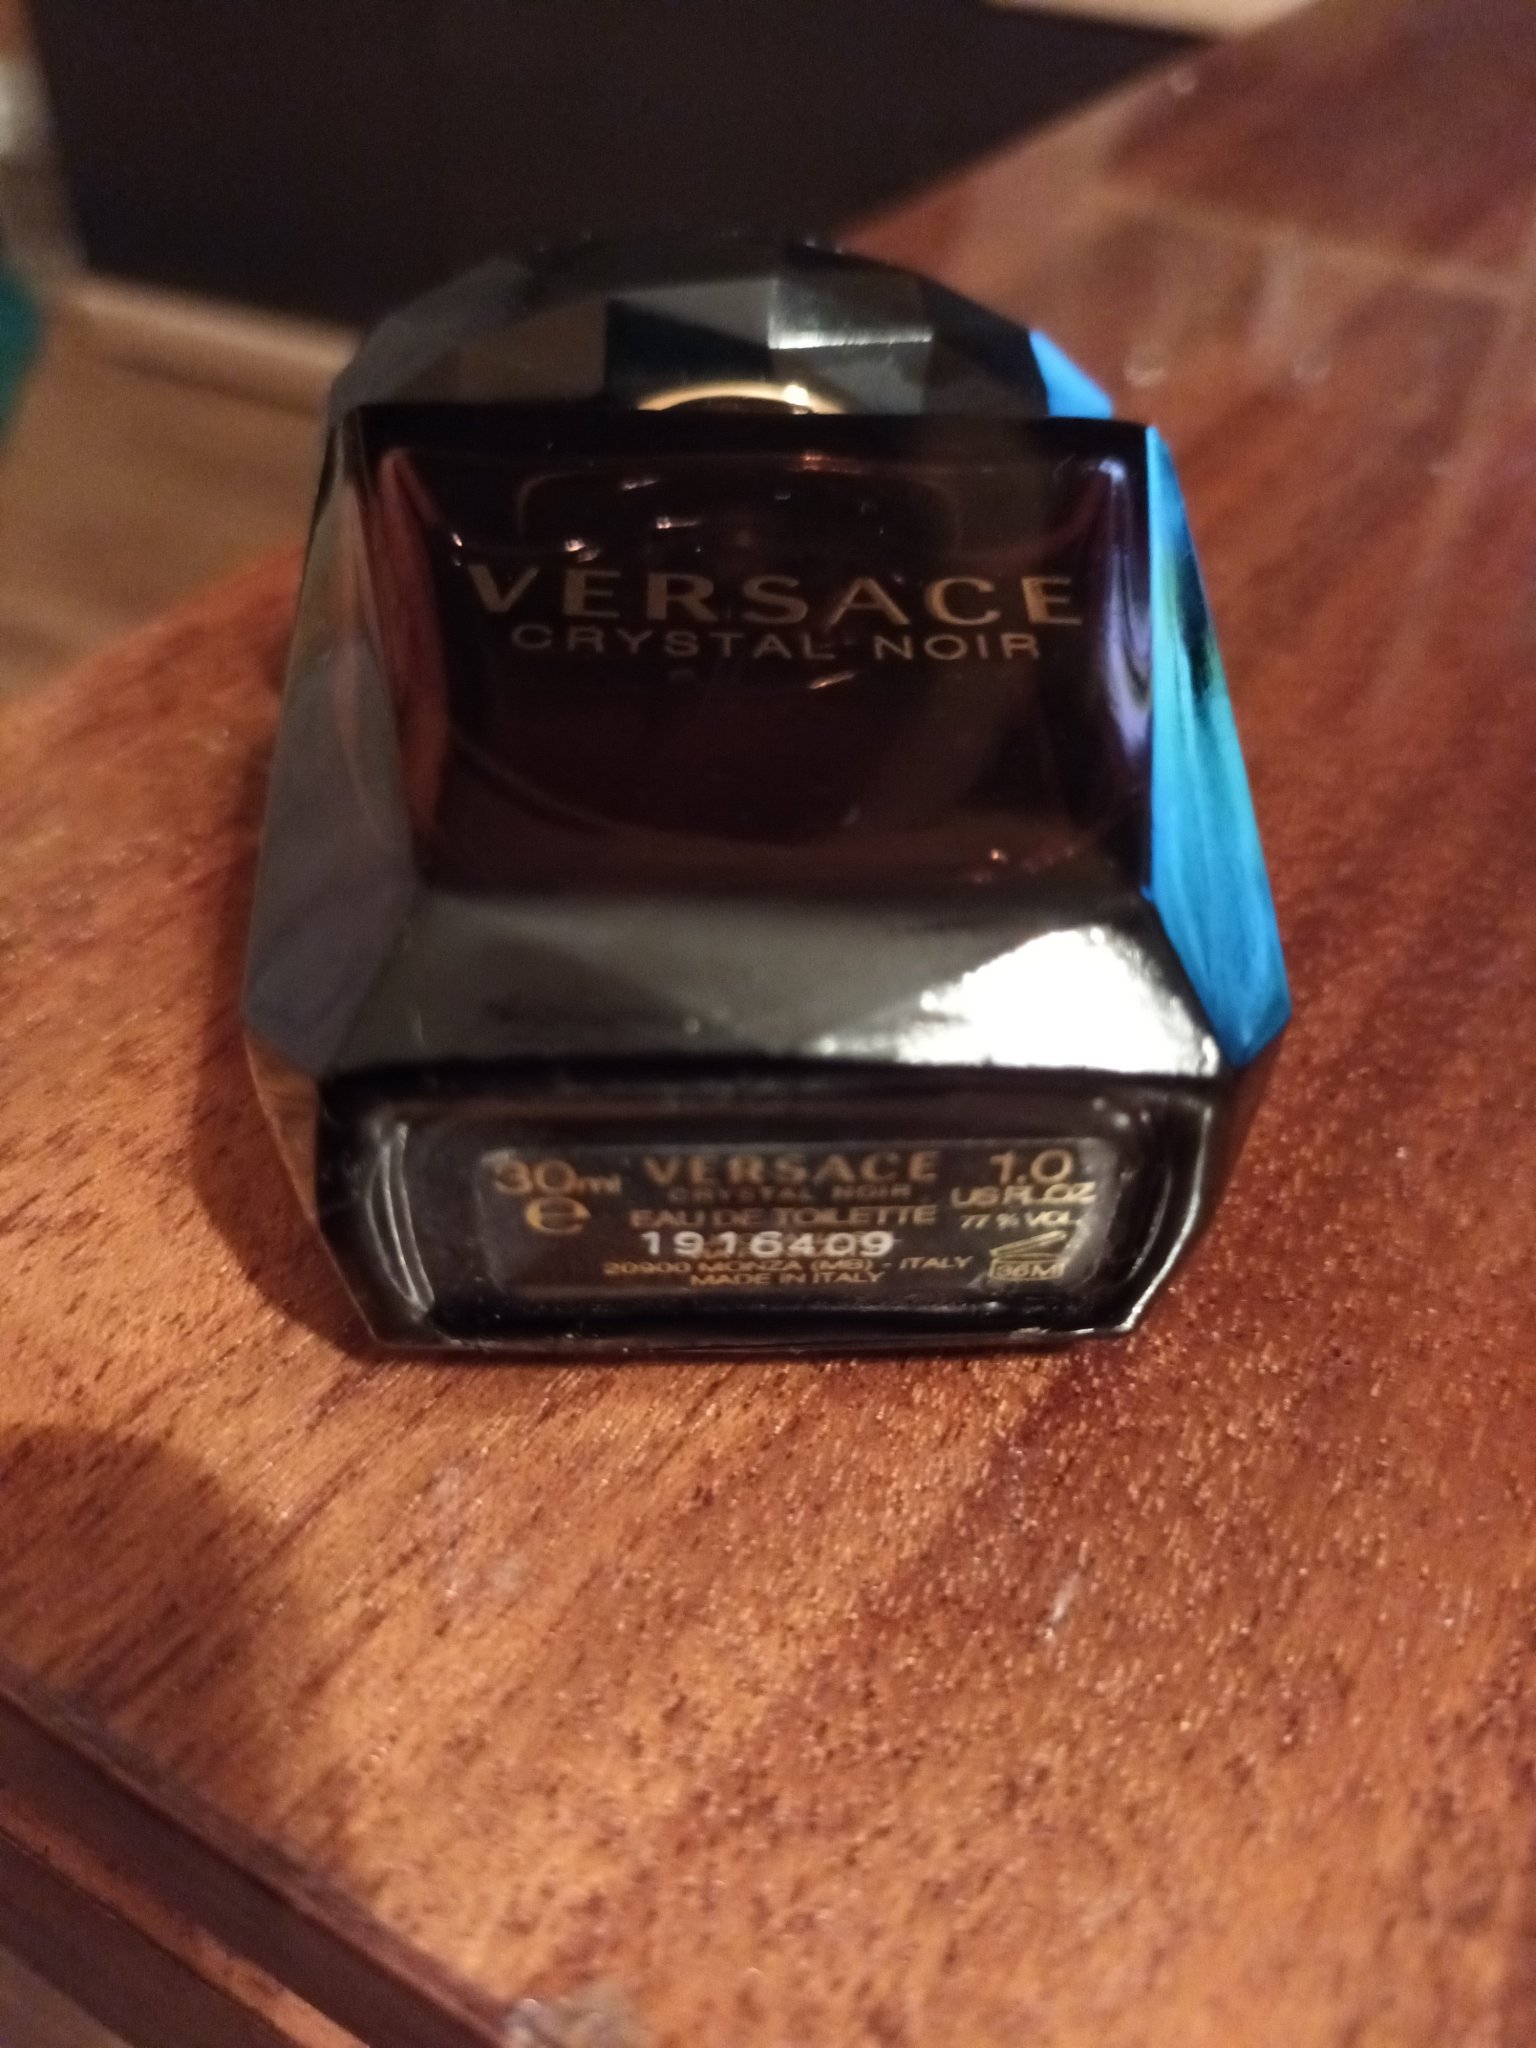 VERSACE
CRYSTAL NOIR
30ml VERSACE 1.0
CRYSTAL NOIR US FL.OZ
e EAU DE TOILETTE 77 % VOL.
1916409
20900 MONZA (MB) - ITALY
MADE IN ITALY 36M